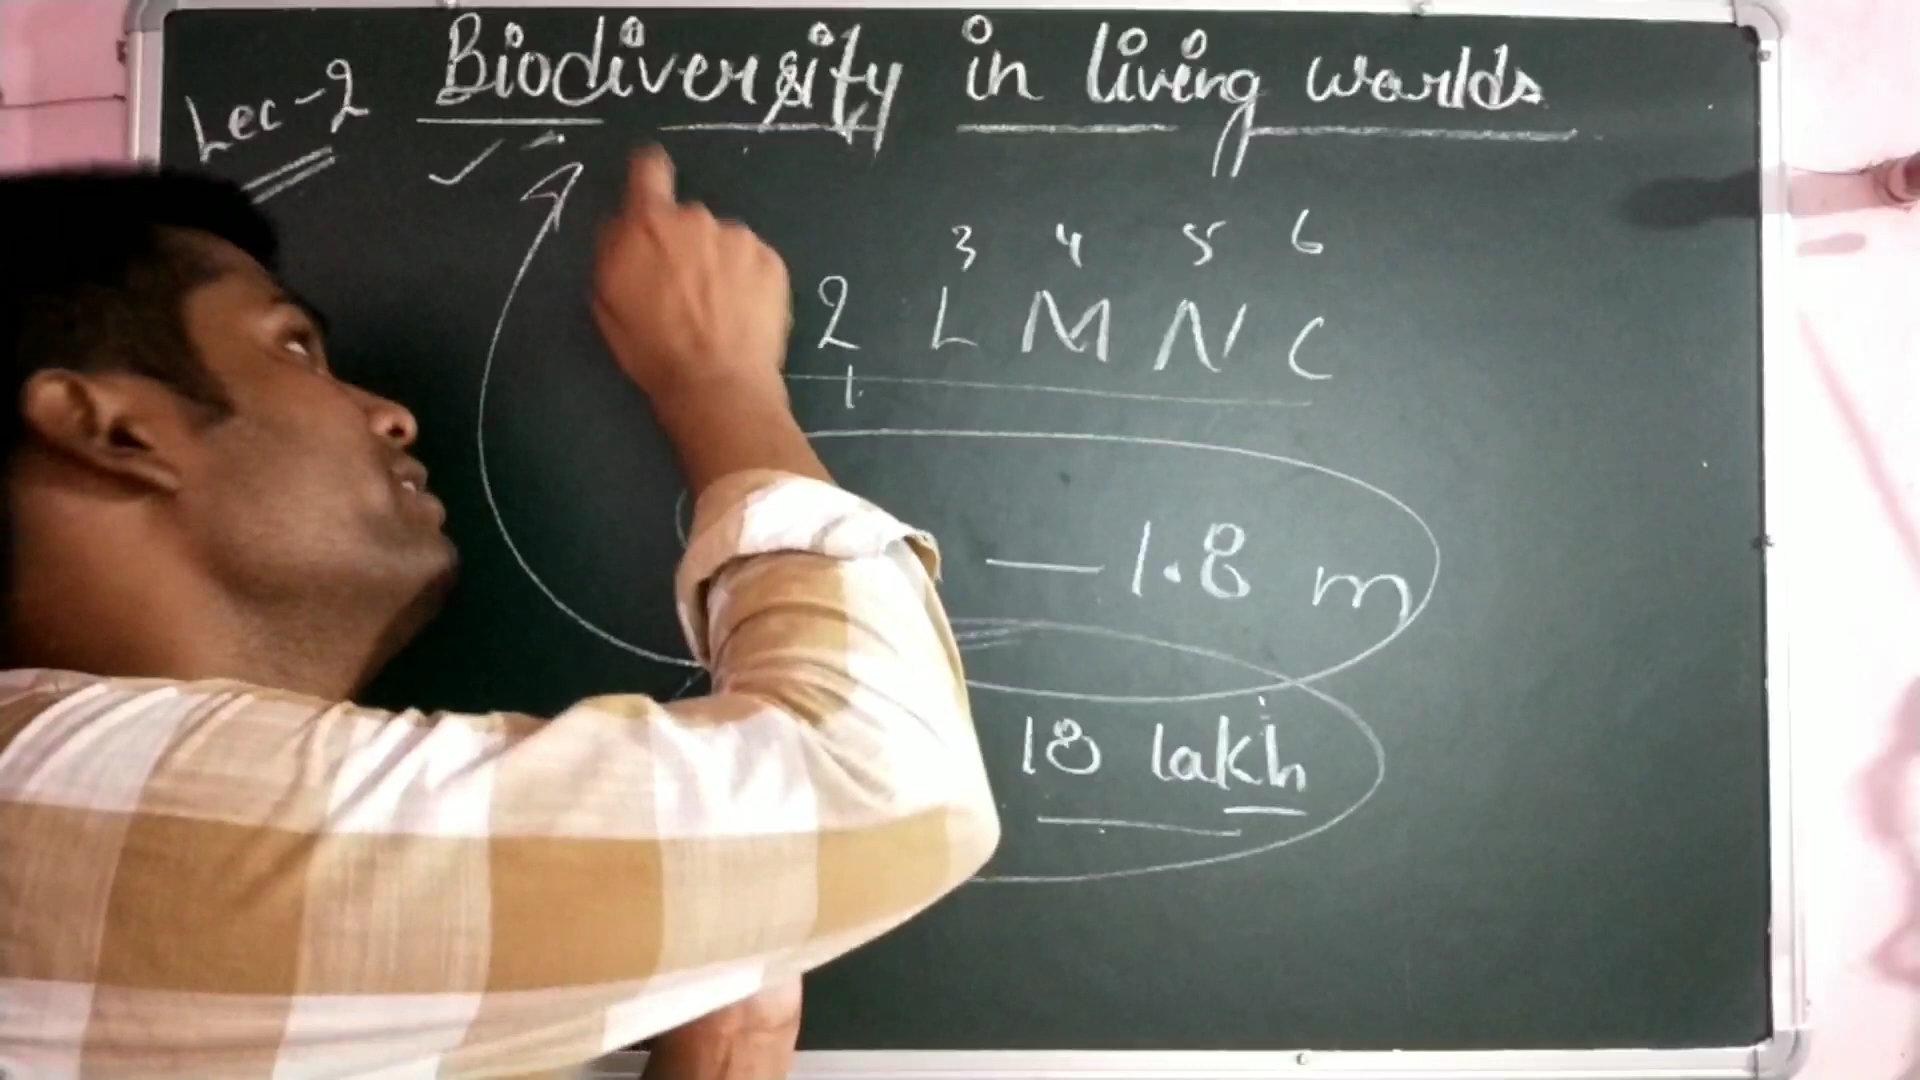 Lec-2 Biodiversity in living worlds
3 4 5 6
2 L M N C
1
— 1.8 m
18 lakh